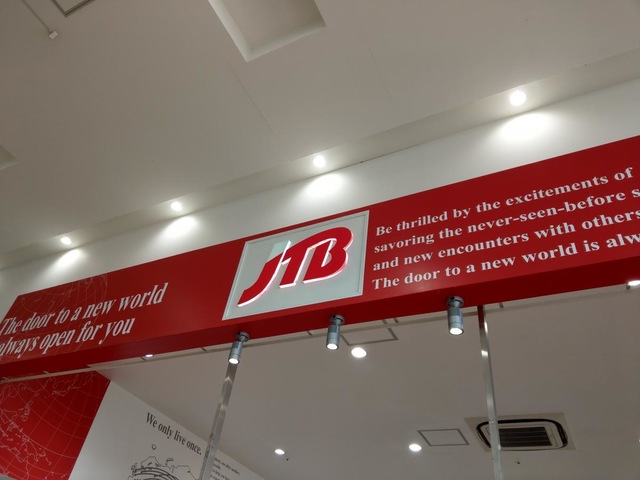 The door to a new world
always open for you
JTB
Be thrilled by the excitements of
savoring the never-seen-before
and new encounters with others
The door to a new world is
We only live once.